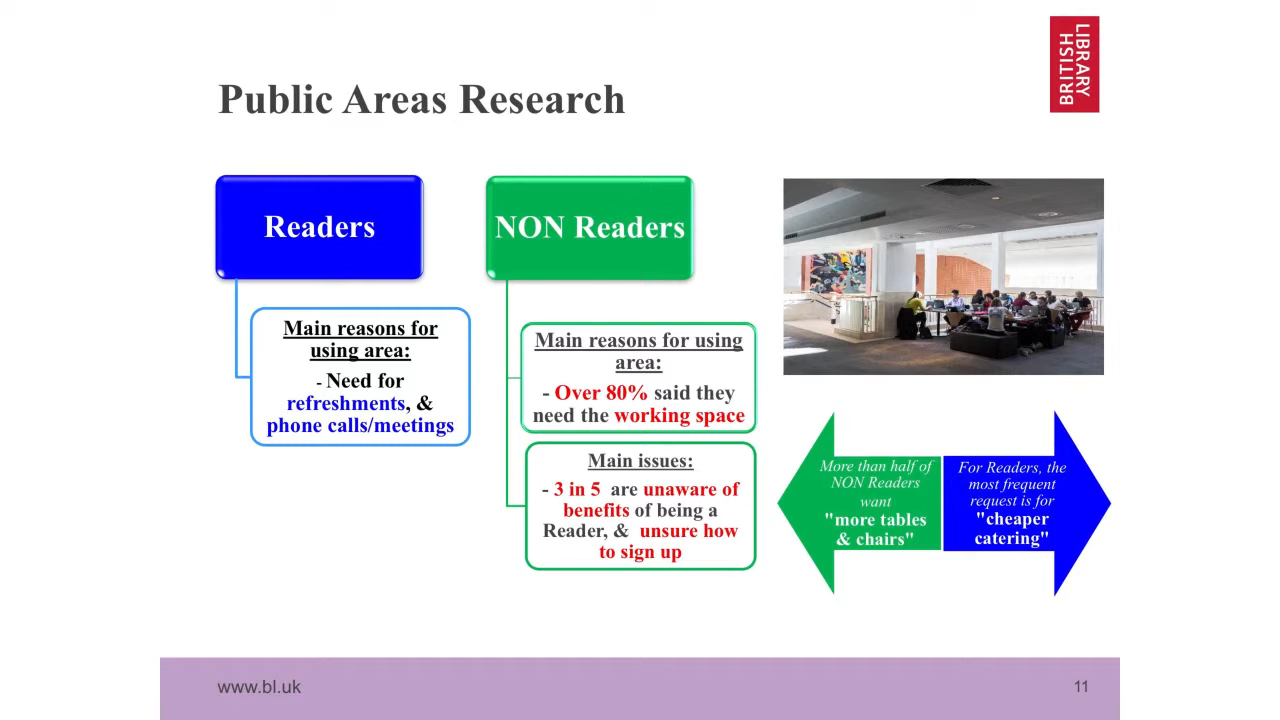 LIBRARY
BRITISH
Public Areas Research
Readers
Main reasons for
using area:
- Need for
refreshments, &
phone calls/meetings
NON Readers
Main reasons for using
area:
- Over 80% said they
need the working space
Main issues:
- 3 in 5 are unaware of
benefits of being a
Reader, & unsure how
to sign up
More than half of
NON Readers
want
"more tables
& chairs"
For Readers, the
most frequent
request is for
"cheaper
catering"
www.bl.uk
11